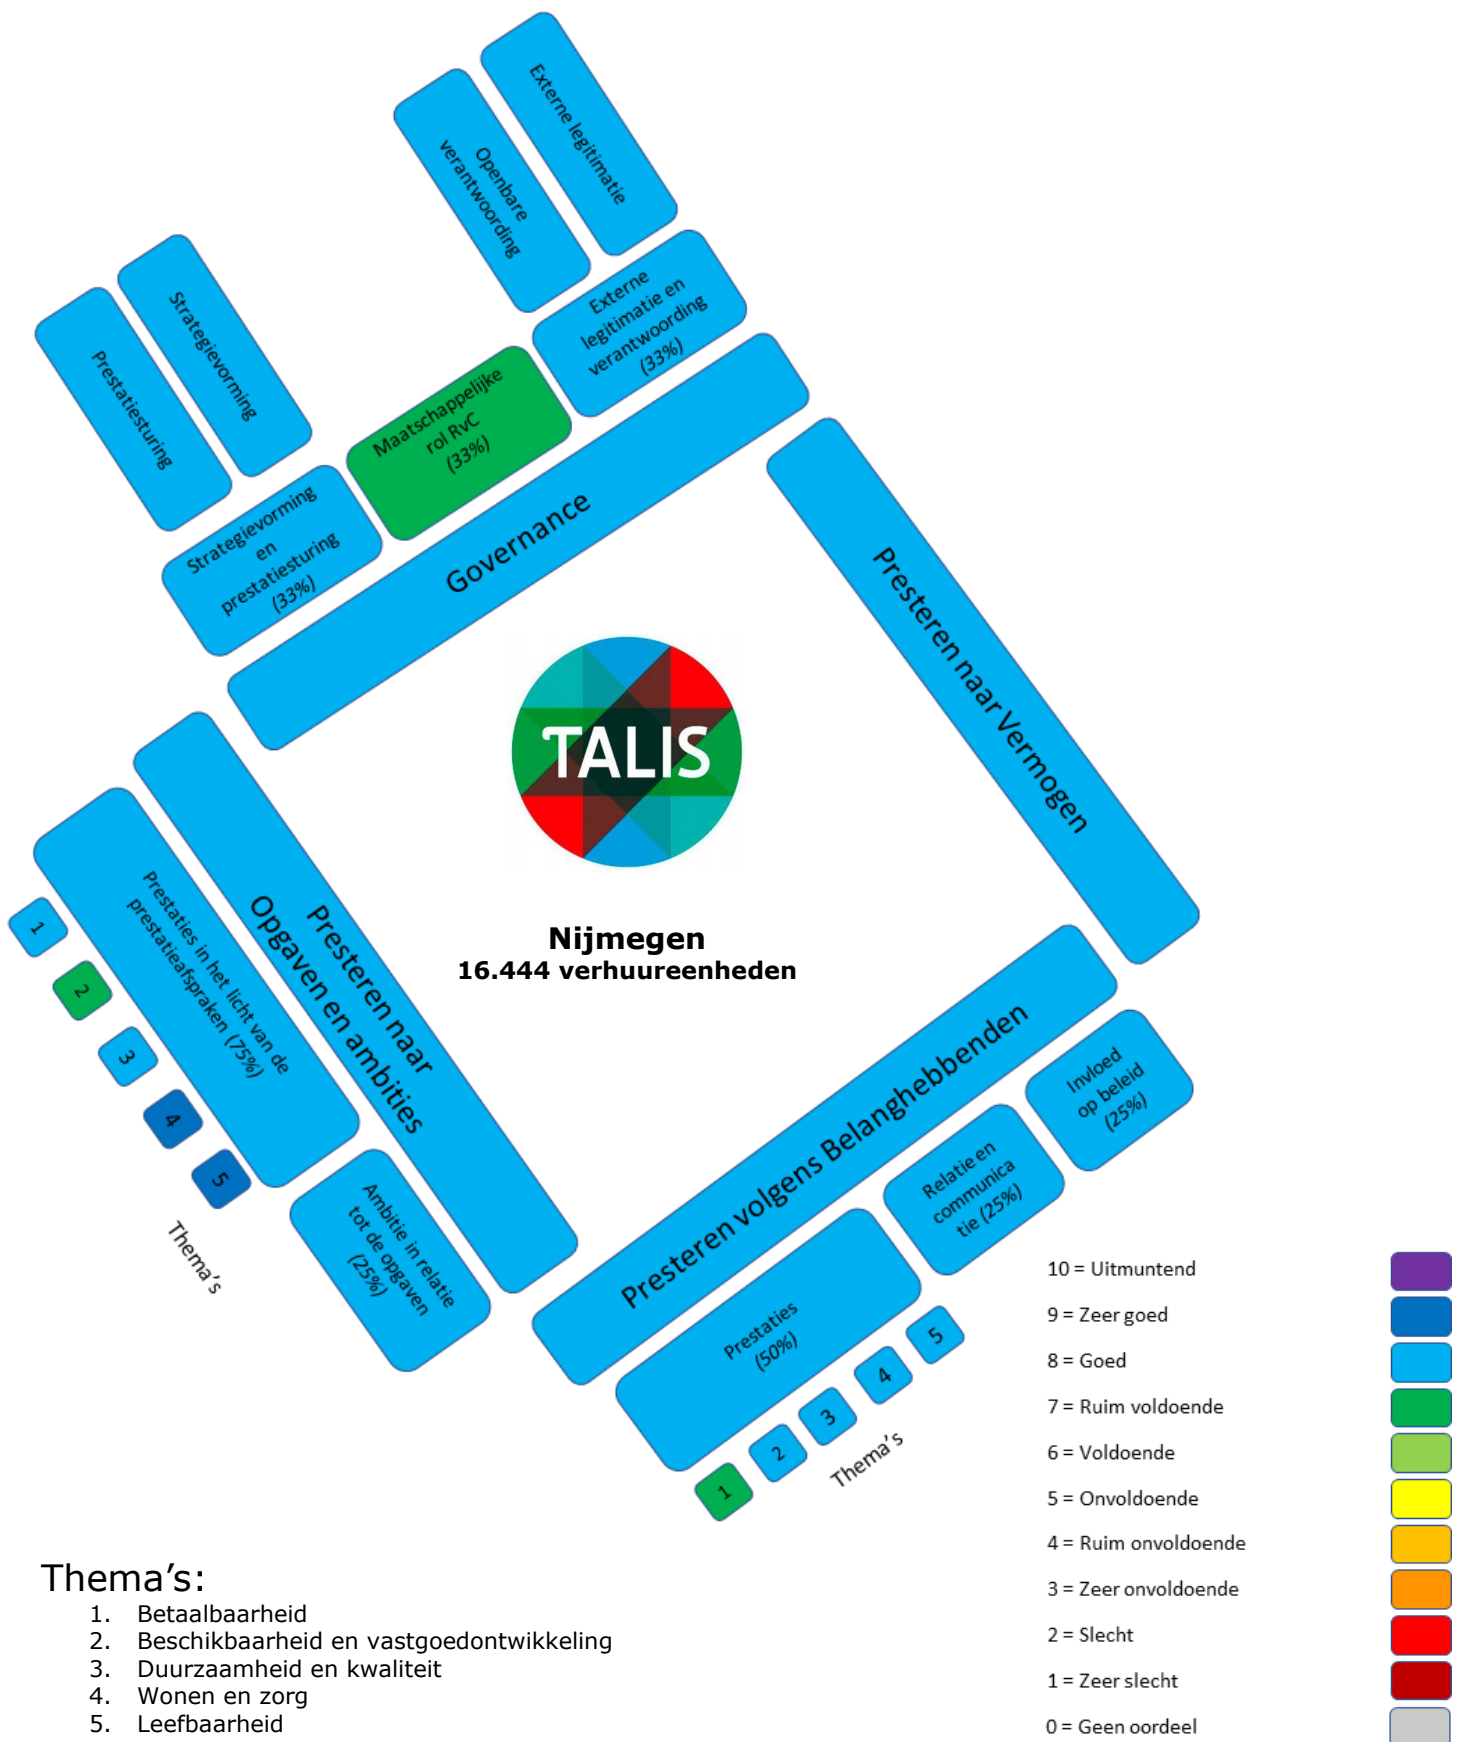 Externe legitimatie
Openbare
verantwoording
Strategievorming
Prestatiesturing
Externe
legitimatie en
verantwoording
(33%)
Maatschappelijke
rol RvC
(33%)
Strategievorming
en
prestatiesturing
(33%)
Governance
Presteren naar Vermogen
TALIS
Nijmegen
16.444 verhuureenheden
Presteren naar
Opgaven en ambities
Prestaties in het licht van de
prestatieafspraken (75%)
1
2
3
4
5
Thema's
Ambitie in relatie
tot de opgaven
(25%)
Presteren volgens Belanghebbenden
Invloed
op beleid
(25%)
Relatie en
communica
tie (25%)
Prestaties
(50%)
1
2
3
4
5
Thema's
10 = Uitmuntend
9 = Zeer goed
8 = Goed
7 = Ruim voldoende
6 = Voldoende
5 = Onvoldoende
4 = Ruim onvoldoende
3 = Zeer onvoldoende
2 = Slecht
1 = Zeer slecht
0 = Geen oordeel
Thema’s:
1. Betaalbaarheid
2. Beschikbaarheid en vastgoedontwikkeling
3. Duurzaamheid en kwaliteit
4. Wonen en zorg
5. Leefbaarheid